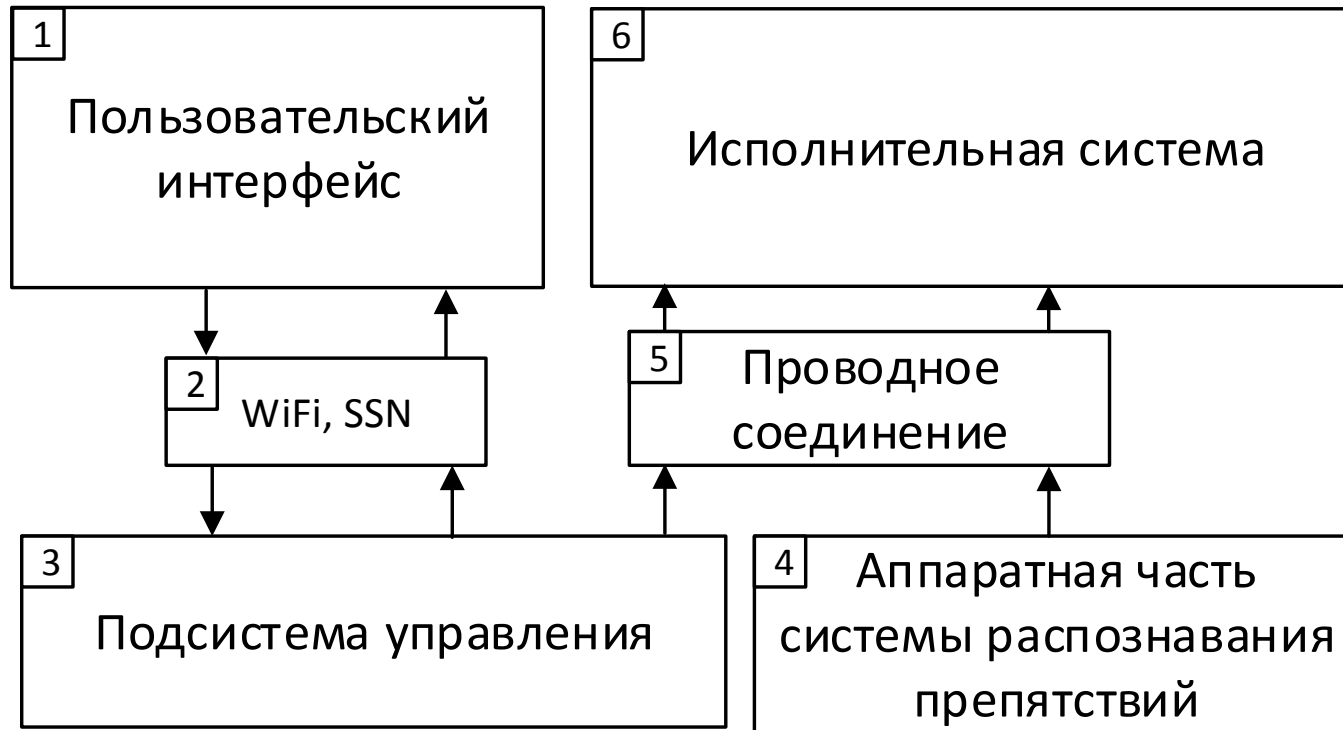 1
Пользовательский
интерфейс
6
Исполнительная система
2
WiFi, SSN
5
Проводное
соединение
3
Подсистема управления
4
Аппаратная часть
системы распознавания
препятствий